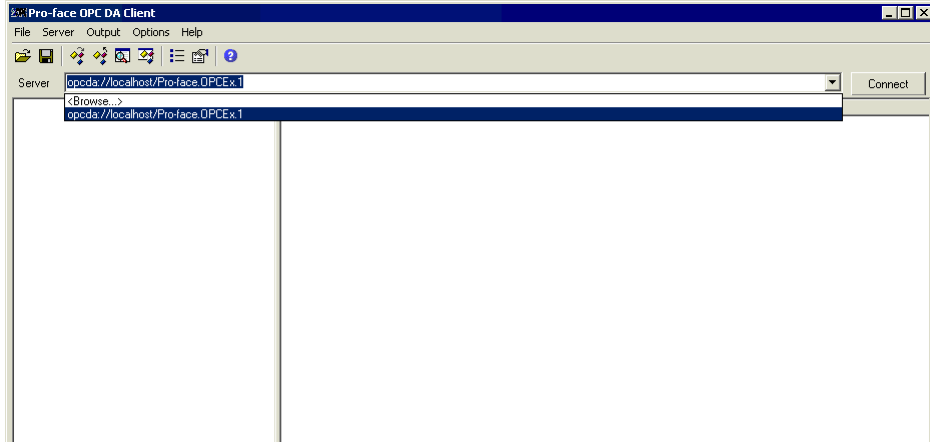 Pro-face OPC DA Client
File Server Output Options Help
Server opcda://localhost/Pro-face.OPCEx.1 Connect
<Browse...>
opcda://localhost/Pro-face.OPCEx.1